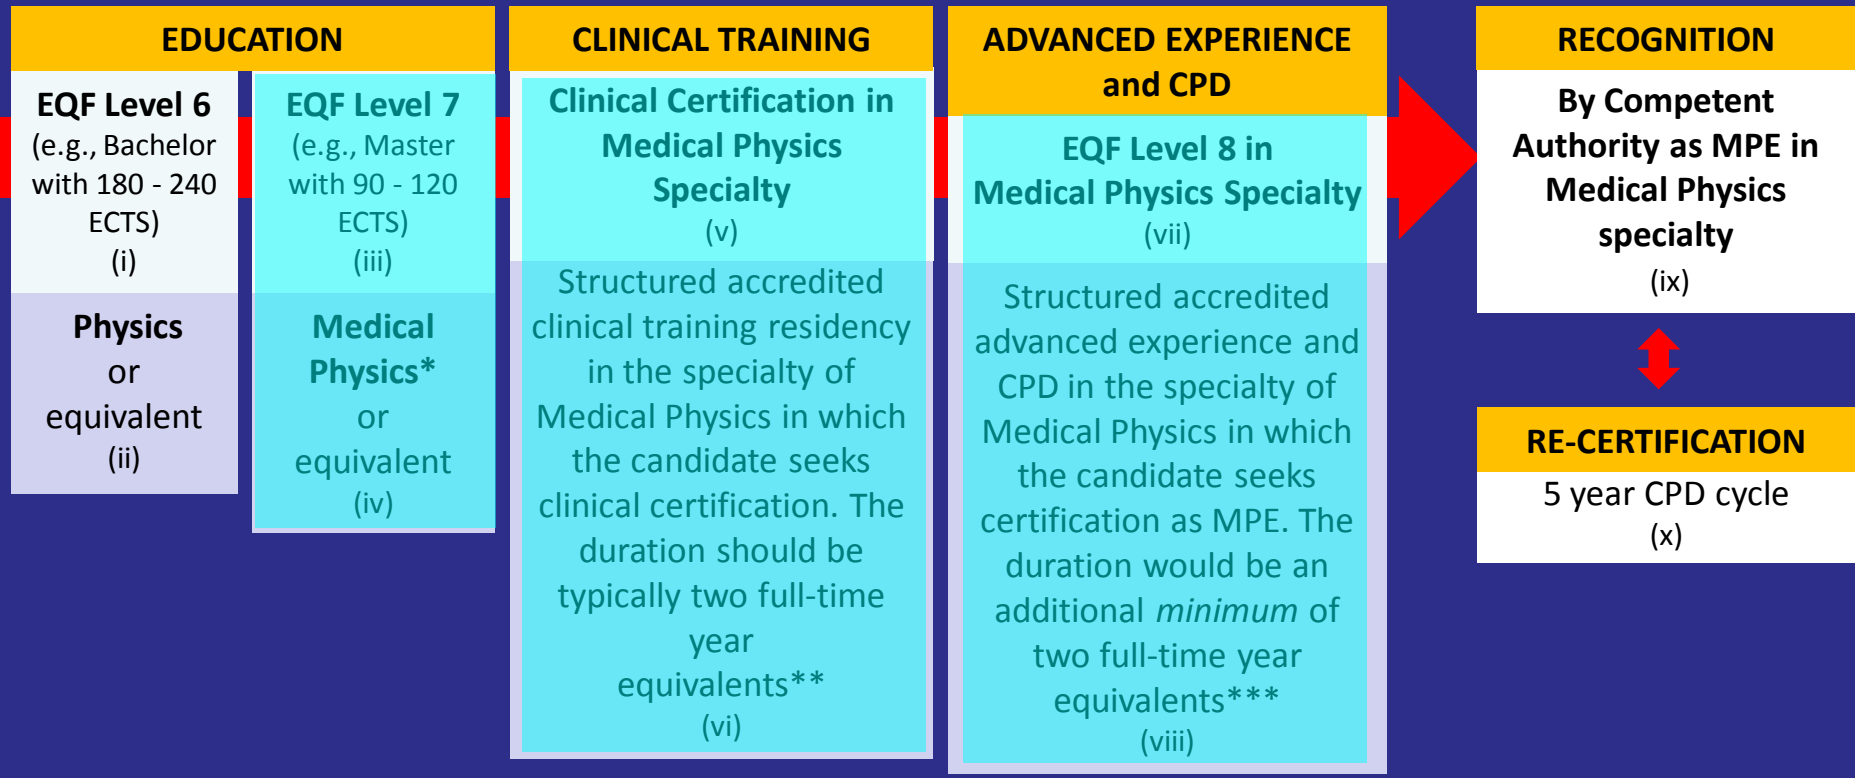 EDUCATION
EQF Level 6
(e.g., Bachelor
with 180 - 240
ECTS)
(i)
Physics
or
equivalent
(ii)
EQF Level 7
(e.g., Master
with 90 - 120
ECTS)
(iii)
Medical
Physics*
or
equivalent
(iv)
CLINICAL TRAINING
Clinical Certification in
Medical Physics
Specialty
(v)
Structured accredited
clinical training residency
in the specialty of
Medical Physics in which
the candidate seeks
clinical certification. The
duration should be
typically two full-time
year
equivalents**
(vi)
ADVANCED EXPERIENCE
and CPD
EQF Level 8 in
Medical Physics Specialty
(vii)
Structured accredited
advanced experience and
CPD in the specialty of
Medical Physics in which
the candidate seeks
certification as MPE. The
duration would be an
additional minimum of
two full-time year
equivalents***
(viii)
RECOGNITION
By Competent
Authority as MPE in
Medical Physics
specialty
(ix)
RE-CERTIFICATION
5 year CPD cycle
(x)